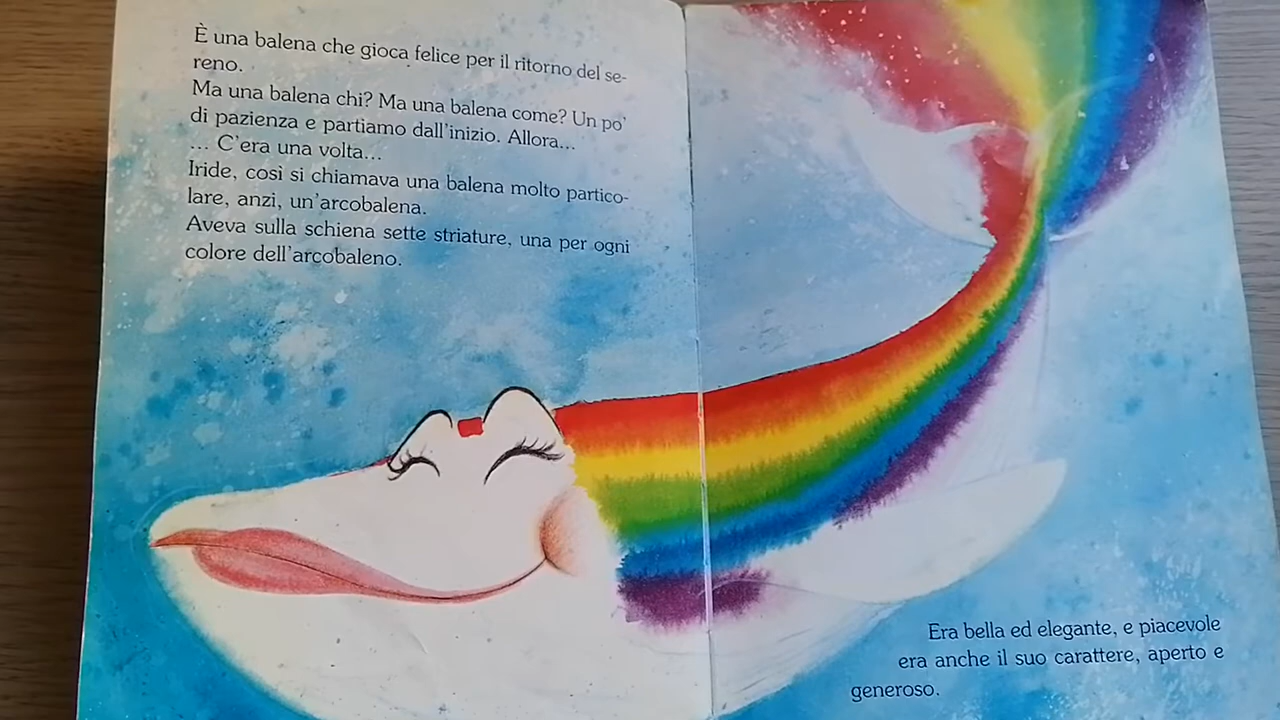 È una balena che gioca felice per il ritorno del se-
reno.
Ma una balena chi? Ma una balena come? Un po'
di pazienza e partiamo dall'inizio. Allora...
... C'era una volta...
Iride, così si chiamava una balena molto partico-
lare, anzi, un'arcobalena.
Aveva sulla schiena sette striature, una per ogni
colore dell'arcobaleno.
Era bella ed elegante, e piacevole
era anche il suo carattere, aperto e
generoso.